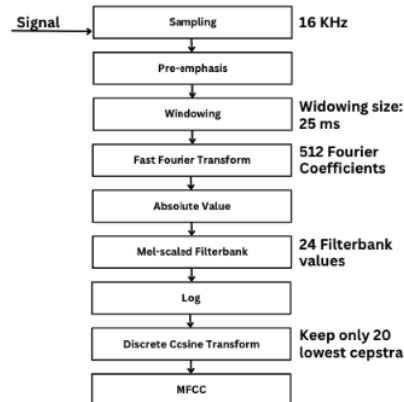 Signal
Sampling
16 KHz
Pre-emphasis
Windowing
Widowing size:
25 ms
Fast Fourier Transform
512 Fourier
Coefficients
Absolute Value
Mel-scaled Filterbank
24 Filterbank
values
Log
Discrete Cosine Transform
Keep only 20
lowest cepstra
MFCC